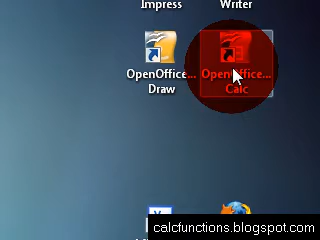 Impress Writer
OpenOffice... OpenOffice...
Draw Calc
calcfunctions.blogspot.com